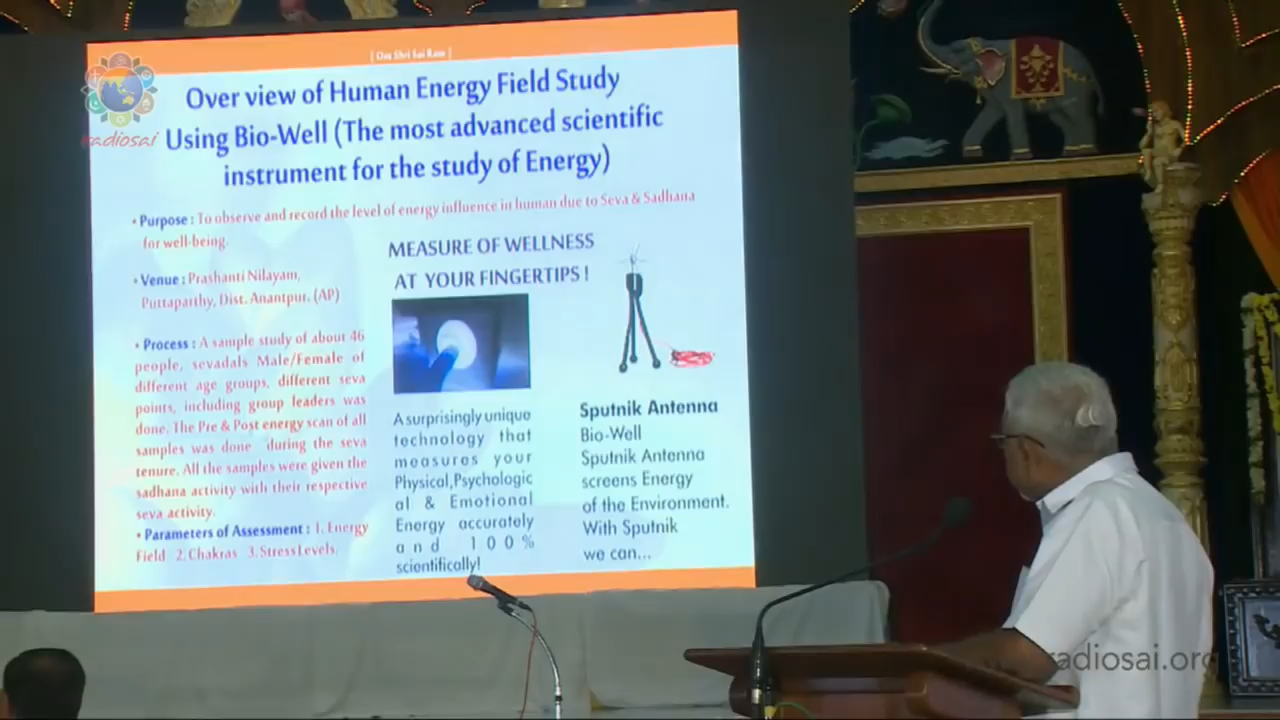 [ Om Shri Sai Ram ]
radiosai
Over view of Human Energy Field Study
Using Bio-Well (The most advanced scientific
instrument for the study of Energy)
• Purpose : To observe and record the level of energy influence in human due to Seva & Sadhana
for well-being.
• Venue : Prashanti Nilayam,
Puttaparthy, Dist. Anantpur. (AP)
• Process : A sample study of about 46
people, sevadals Male/Female of
different age groups, different seva
points, including group leaders was
done. The Pre & Post energy scan of all
samples was done during the seva
tenure. All the samples were given the
sadhana activity with their respective
seva activity.
• Parameters of Assessment : 1. Energy
Field 2. Chakras 3. Stress Levels.
MEASURE OF WELLNESS
AT YOUR FINGERTIPS !
A surprisingly unique
technology that
measures your
Physical,Psychologic
al & Emotional
Energy accurately
and 100%
scientifically!
Sputnik Antenna
Bio-Well
Sputnik Antenna
screens Energy
of the Environment.
With Sputnik
we can...
radiosai.org